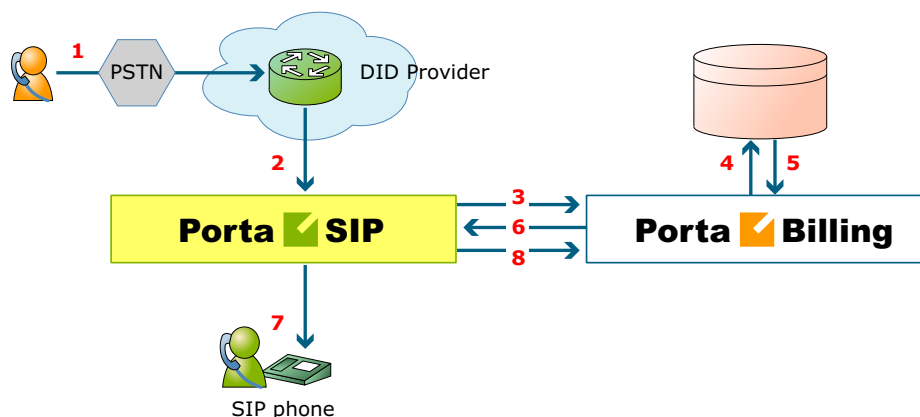 1
PSTN
DID Provider
2
4
5
3
Porta SIP
6
Porta Billing
8
7
SIP phone